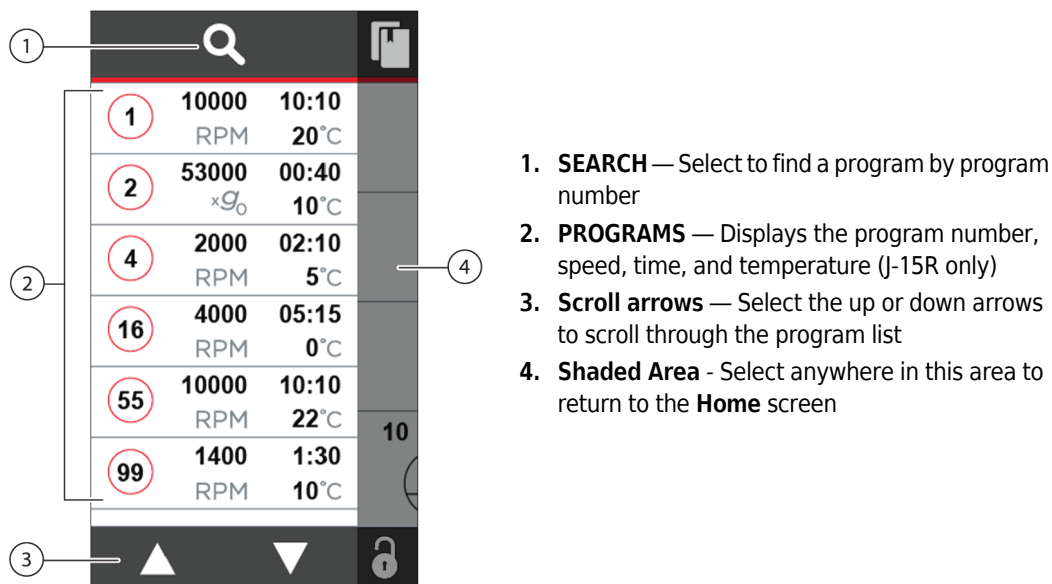 1
1 10000 10:10
RPM 20°C
2 53000 00:40
×g0 10°C
4 2000 02:10
RPM 5°C
16 4000 05:15
RPM 0°C
55 10000 10:10
RPM 22°C
99 1400 1:30
RPM 10°C
10
2
3
4
1. SEARCH — Select to find a program by program
number
2. PROGRAMS — Displays the program number,
speed, time, and temperature (J-15R only)
3. Scroll arrows — Select the up or down arrows
to scroll through the program list
4. Shaded Area - Select anywhere in this area to
return to the Home screen